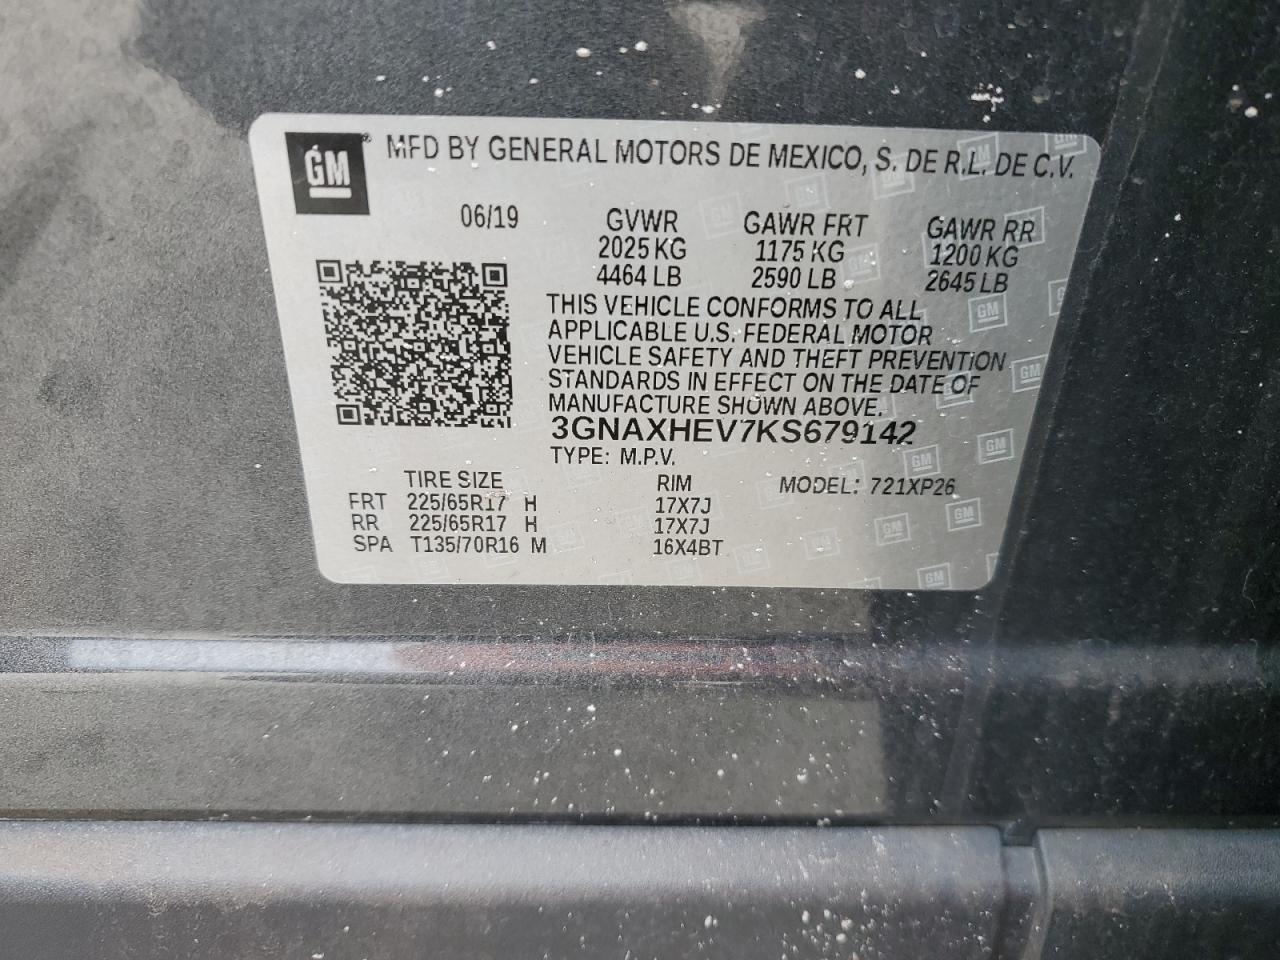 GM
MFD BY GENERAL MOTORS DE MEXICO, S. DE R.L. DE C.V.
06/19 GVWR GAWR FRT GAWR RR
2025 KG 1175 KG 1200 KG
4464 LB 2590 LB 2645 LB
THIS VEHICLE CONFORMS TO ALL
APPLICABLE U.S. FEDERAL MOTOR
VEHICLE SAFETY AND THEFT PREVENTION
STANDARDS IN EFFECT ON THE DATE OF
MANUFACTURE SHOWN ABOVE.
3GNAXHEV7KS679142
TYPE: M.P.V.
TIRE SIZE RIM MODEL: 721XP26
FRT 225/65R17 H 17X7J
RR 225/65R17 H 17X7J
SPA T135/70R16 M 16X4BT